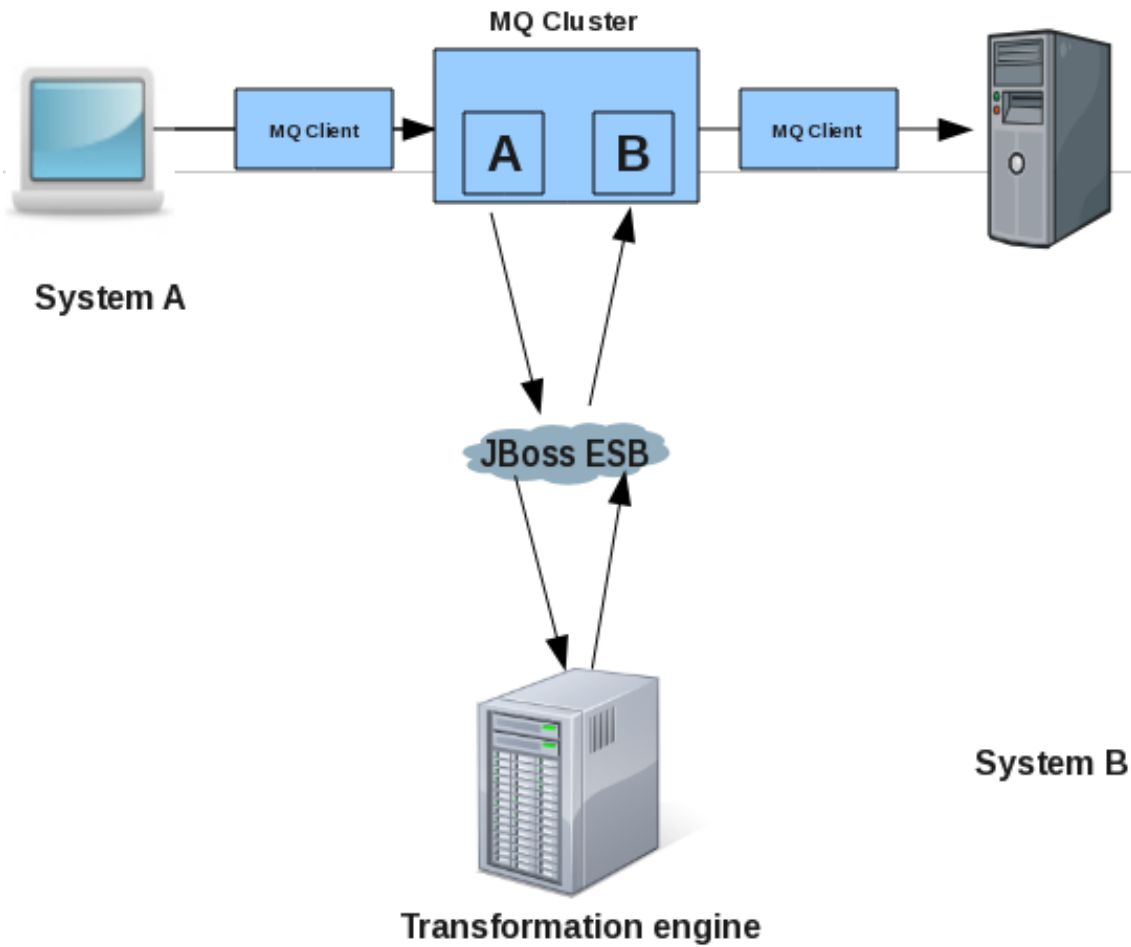 MQ Cluster
MQ Client
A
B
MQ Client
System A
JBoss ESB
System B
Transformation engine